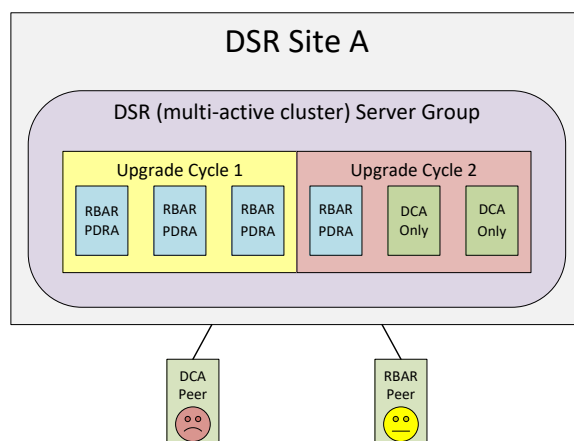 DSR Site A
DSR (multi-active cluster) Server Group
Upgrade Cycle 1
Upgrade Cycle 2
RBAR
PDRA
RBAR
PDRA
RBAR
PDRA
RBAR
PDRA
DCA
Only
DCA
Only
DCA
Peer
RBAR
Peer